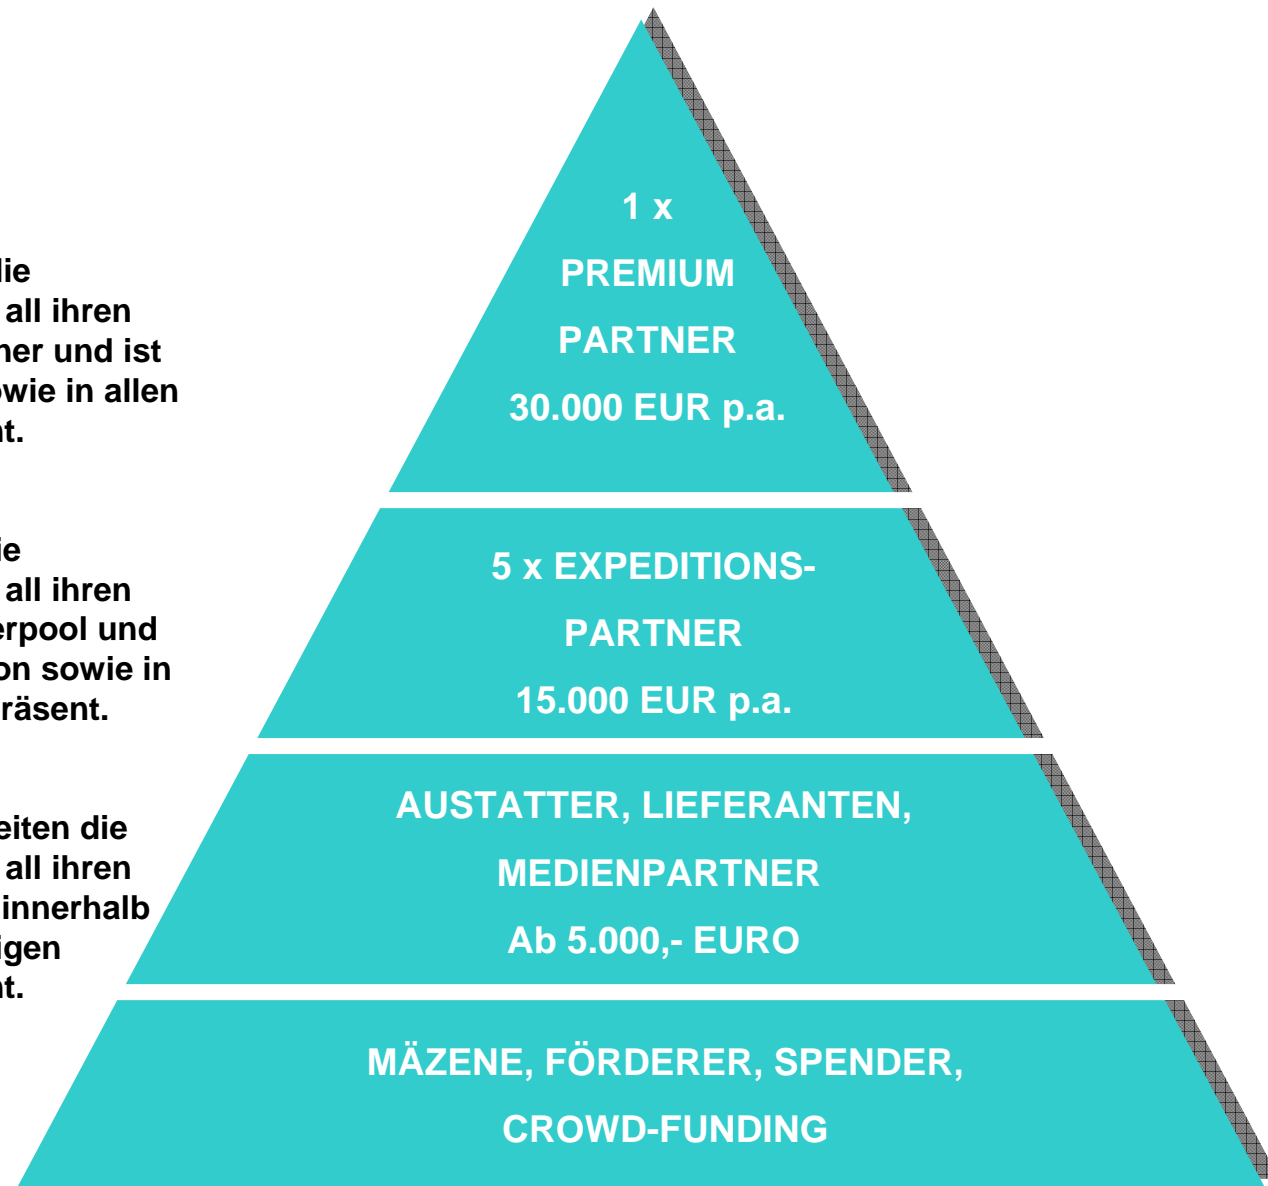 die
all ihren
ner und ist
owie in allen
nt.
ie
all ihren
erpool und
on sowie in
räsent.
eiten die
all ihren
innerhalb
igen
nt.
1 x
PREMIUM
PARTNER
30.000 EUR p.a.
5 x EXPEDITIONS-
PARTNER
15.000 EUR p.a.
AUSTATTER, LIEFERANTEN,
MEDIENPARTNER
Ab 5.000,- EURO
MÄZENE, FÖRDERER, SPENDER,
CROWD-FUNDING